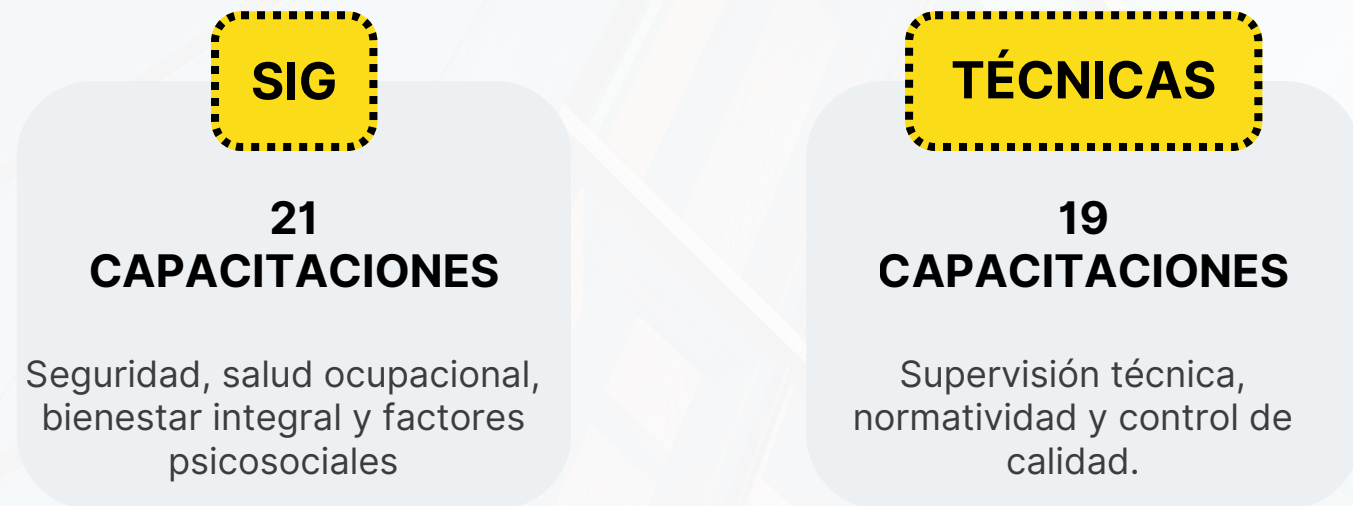 SIG
21
CAPACITACIONES
Seguridad, salud ocupacional,
bienestar integral y factores
psicosociales
TÉCNICAS
19
CAPACITACIONES
Supervisión técnica,
normatividad y control de
calidad.